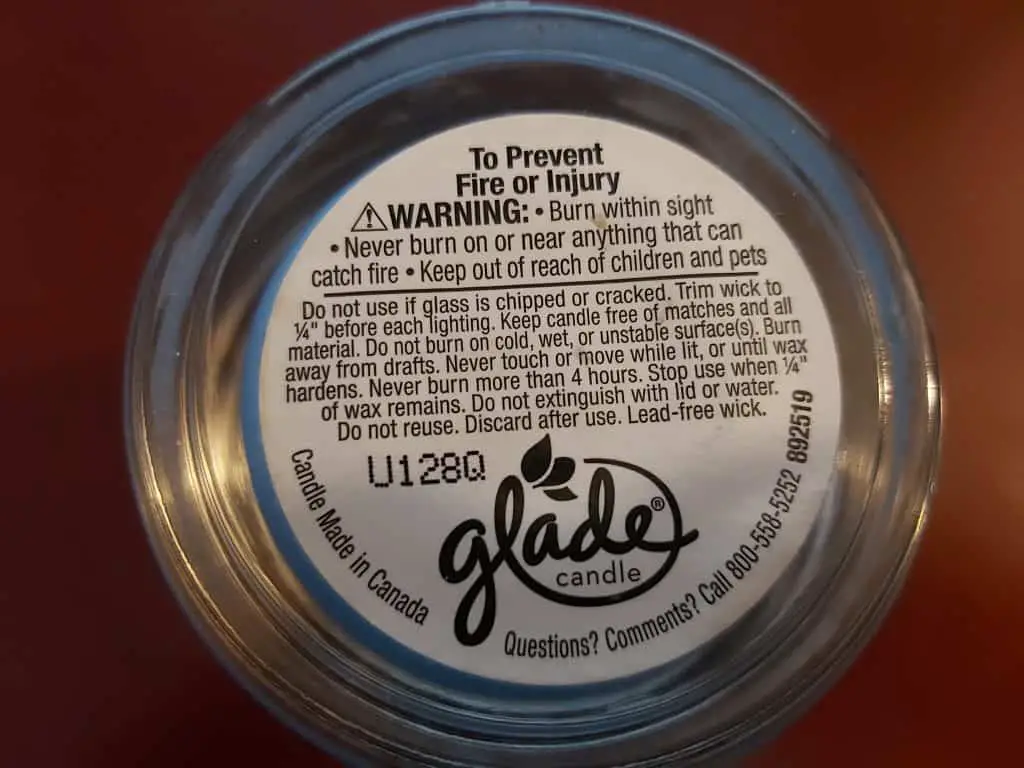 To Prevent
Fire or Injury
⚠WARNING: • Burn within sight
• Never burn on or near anything that can
catch fire • Keep out of reach of children and pets
Do not use if glass is chipped or cracked. Trim wick to
¼" before each lighting. Keep candle free of matches and all
material. Do not burn on cold, wet, or unstable surface(s). Burn
away from drafts. Never touch or move while lit, or until wax
hardens. Never burn more than 4 hours. Stop use when ¼"
of wax remains. Do not extinguish with lid or water.
Do not reuse. Discard after use. Lead-free wick.
U128Q
glade®
candle
Candle Made in Canada
Questions? Comments? Call 800-558-5252 892519